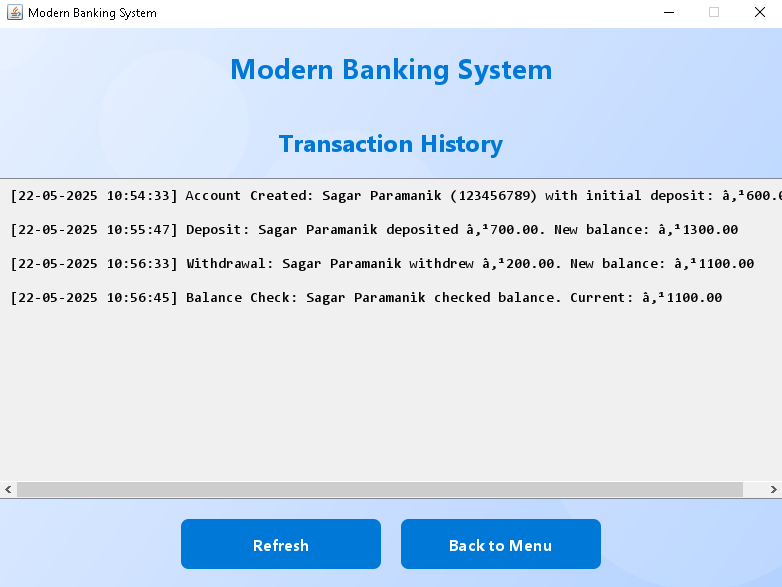 Modern Banking System
Modern Banking System
Transaction History
[22-05-2025 10:54:33] Account Created: Sagar Paramanik (123456789) with initial deposit: â‚¹600.0
[22-05-2025 10:55:47] Deposit: Sagar Paramanik deposited â‚¹700.00. New balance: â‚¹1300.00
[22-05-2025 10:56:33] Withdrawal: Sagar Paramanik withdrew â‚¹200.00. New balance: â‚¹1100.00
[22-05-2025 10:56:45] Balance Check: Sagar Paramanik checked balance. Current: â‚¹1100.00
Refresh
Back to Menu